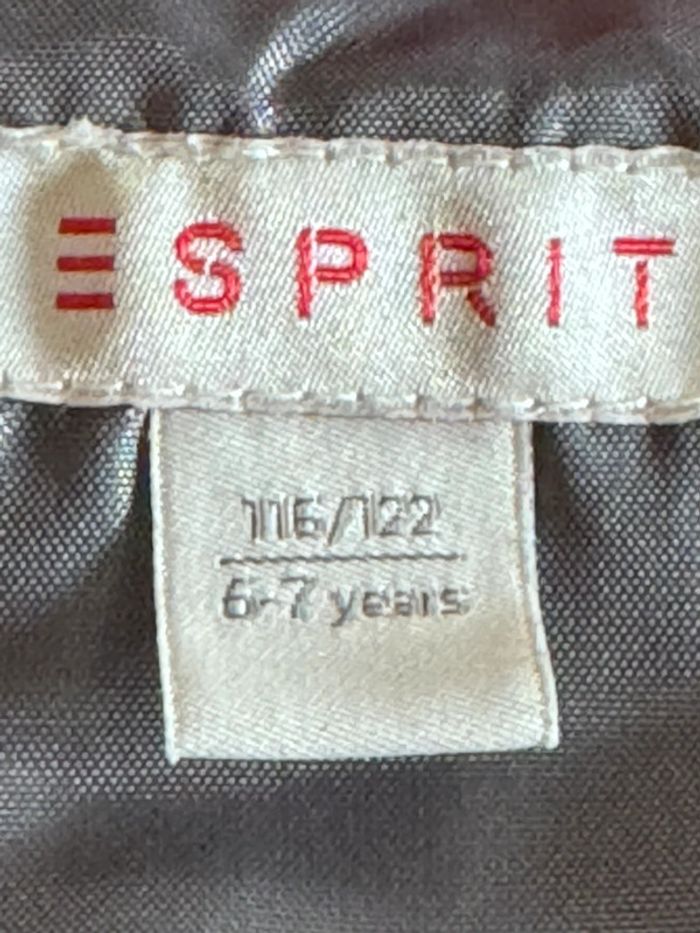 ESPRIT
116/122
6-7 years